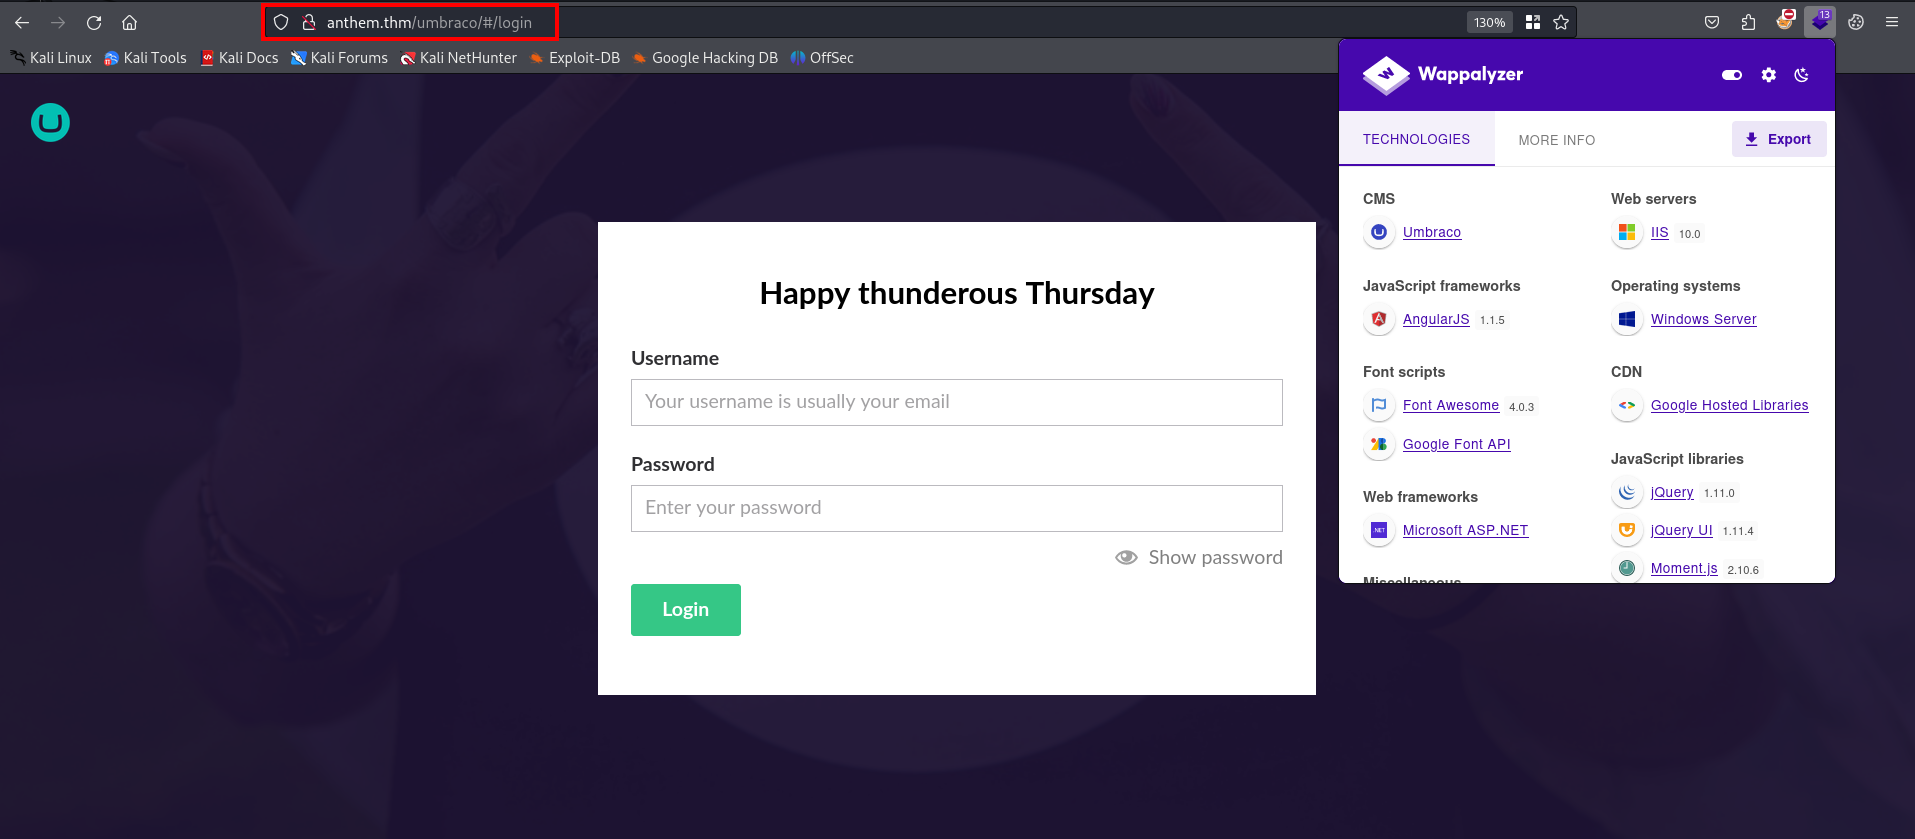 anthem.thm/umbraco/#/login
130%
13
Kali Linux Kali Tools Kali Docs Kali Forums Kali NetHunter Exploit-DB Google Hacking DB OffSec
Happy thunderous Thursday
Username
Your username is usually your email
Password
Enter your password
Show password
Login
Wappalyzer
TECHNOLOGIES
MORE INFO
Export
CMS
Umbraco
JavaScript frameworks
AngularJS 1.1.5
Font scripts
Font Awesome 4.0.3
Google Font API
Web frameworks
Microsoft ASP.NET
Miscellaneous
Web servers
IIS 10.0
Operating systems
Windows Server
CDN
Google Hosted Libraries
JavaScript libraries
jQuery 1.11.0
jQuery UI 1.11.4
Moment.js 2.10.6